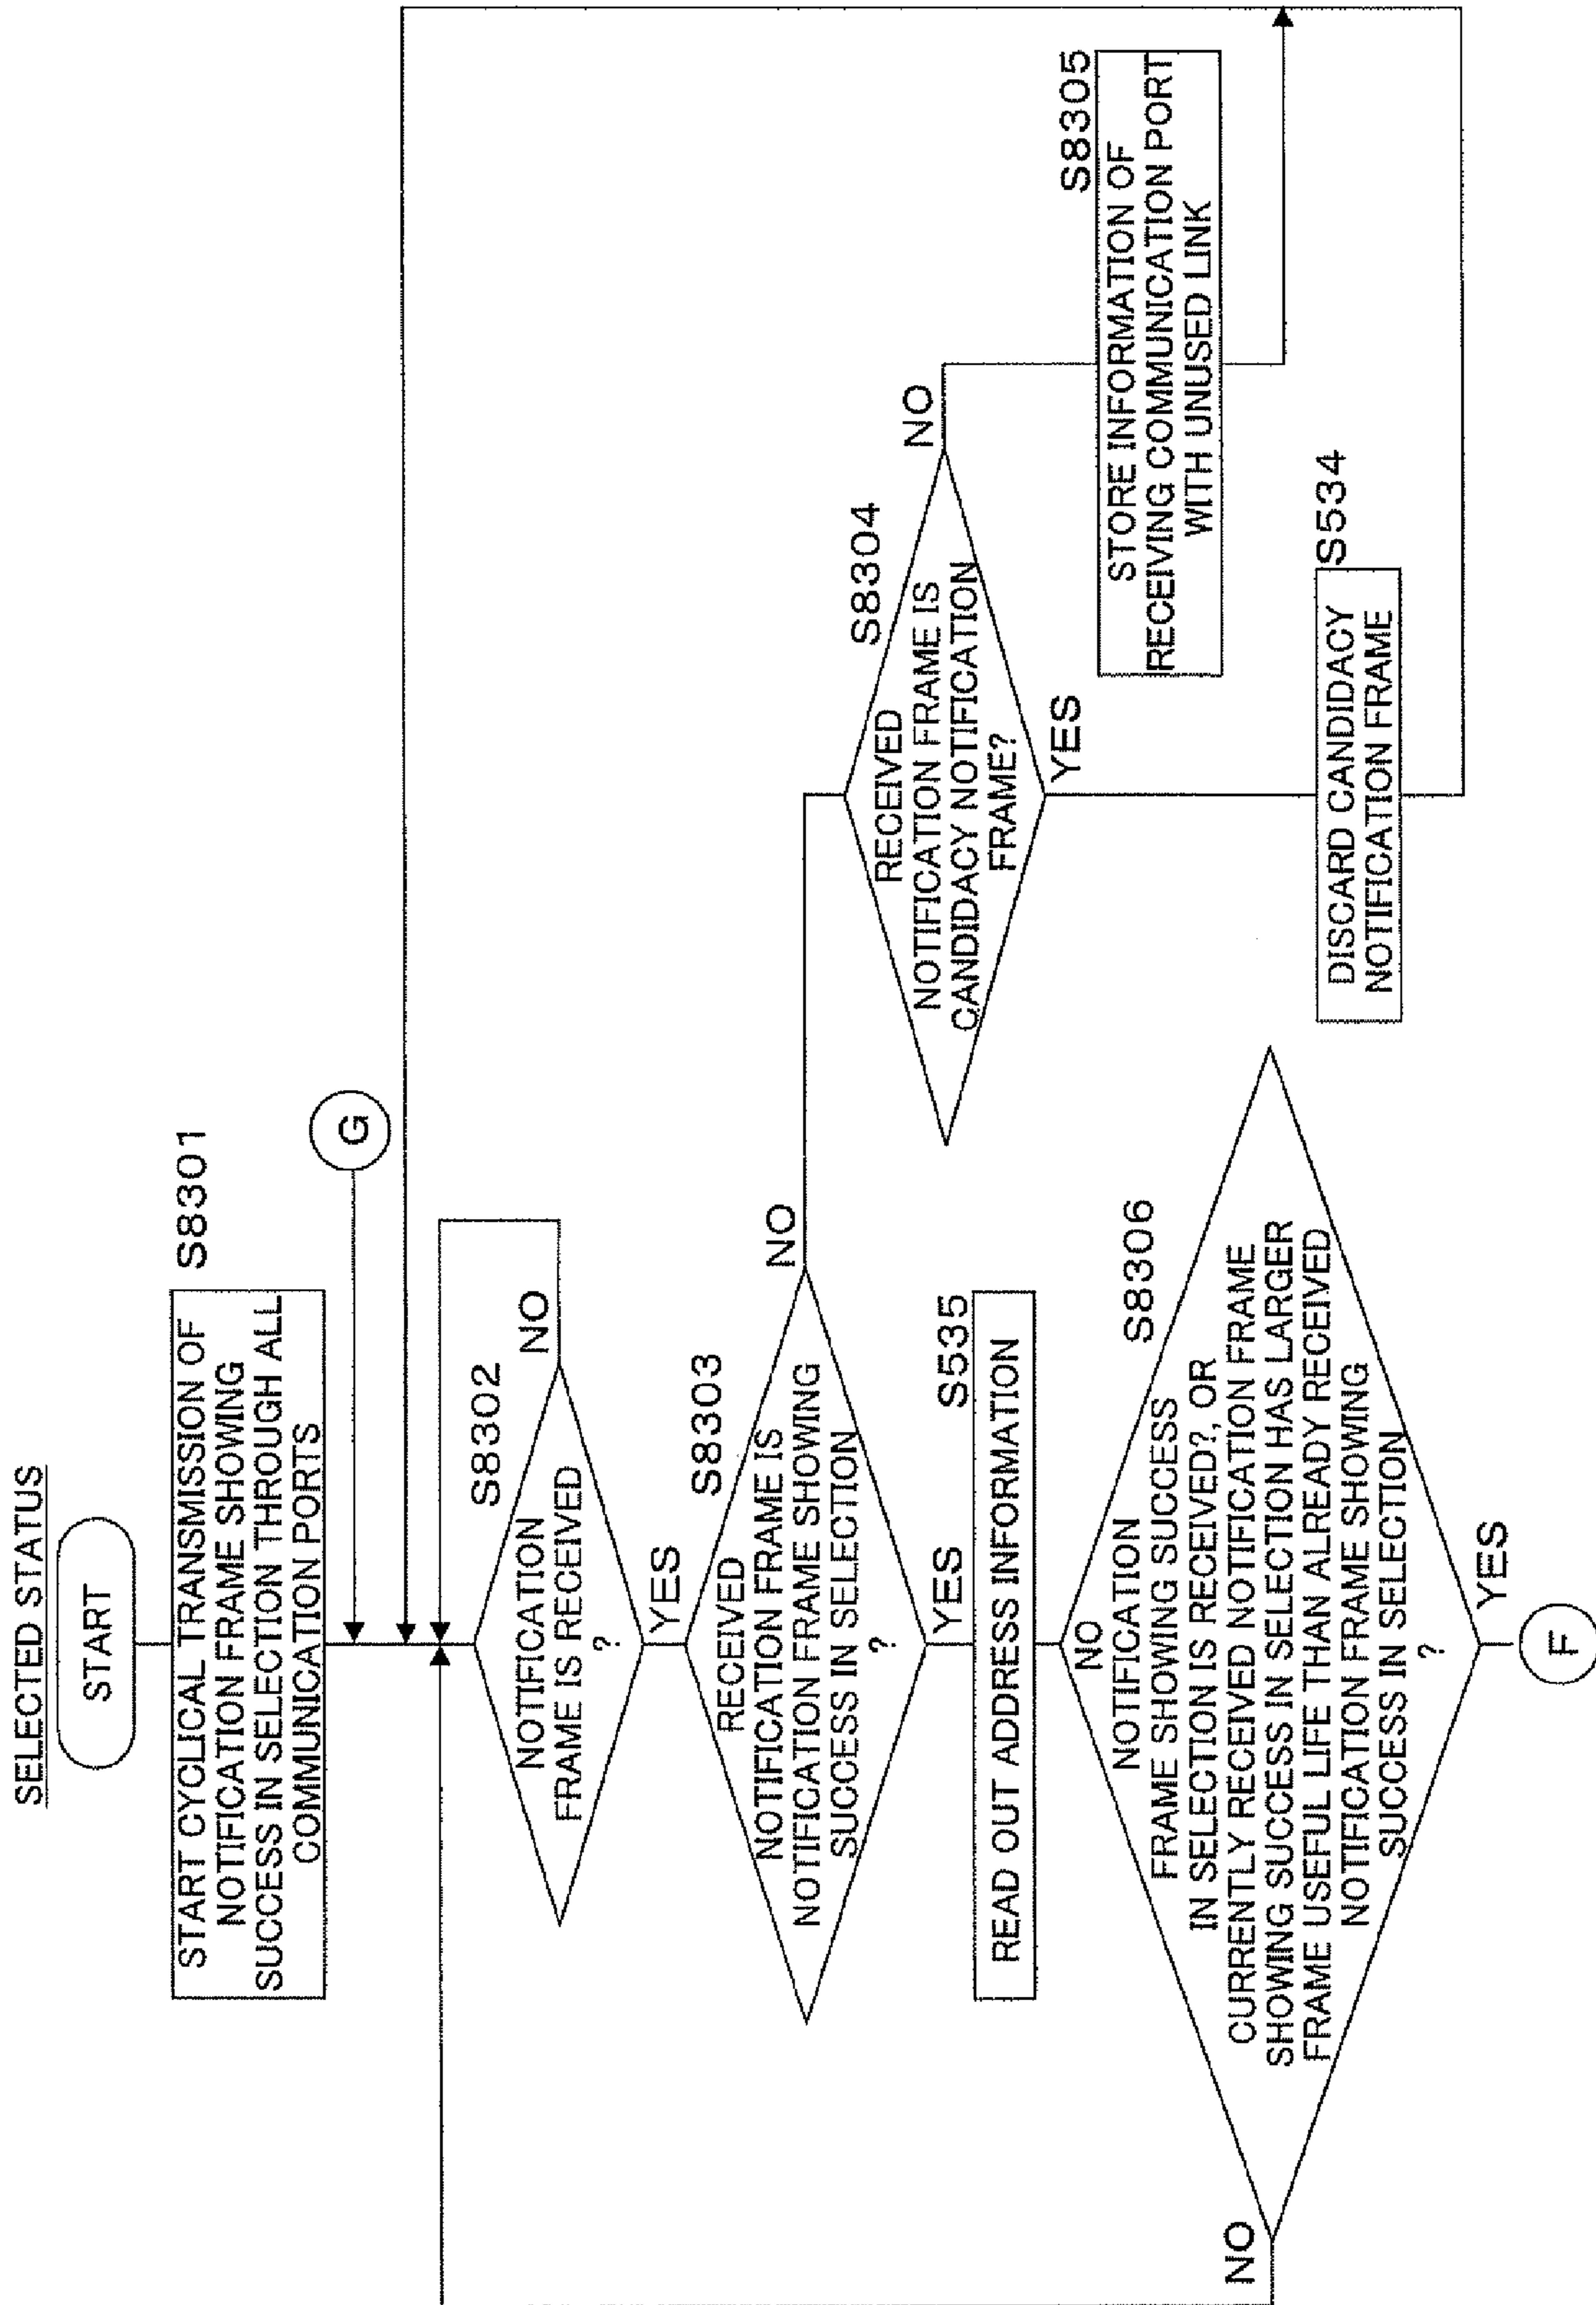 SELECTED STATUS
START
S8301
START CYCLICAL TRANSMISSION OF
NOTIFICATION FRAME SHOWING
SUCCESS IN SELECTION THROUGH ALL
COMMUNICATION PORTS
G
S8302
NOTIFICATION
FRAME IS RECEIVED
?
NO
YES
S8303
RECEIVED
NOTIFICATION FRAME IS
NOTIFICATION FRAME SHOWING
SUCCESS IN SELECTION
?
NO
YES
S8304
RECEIVED
NOTIFICATION FRAME IS
CANDIDACY NOTIFICATION
FRAME?
NO
YES
S8305
STORE INFORMATION OF
RECEIVING COMMUNICATION PORT
WITH UNUSED LINK
S534
DISCARD CANDIDACY
NOTIFICATION FRAME
S535
READ OUT ADDRESS INFORMATION
S8306
NO
NOTIFICATION
FRAME SHOWING SUCCESS
IN SELECTION IS RECEIVED?, OR
CURRENTLY RECEIVED NOTIFICATION FRAME
SHOWING SUCCESS IN SELECTION HAS LARGER
FRAME USEFUL LIFE THAN ALREADY RECEIVED
NOTIFICATION FRAME SHOWING
SUCCESS IN SELECTION
?
NO
YES
F